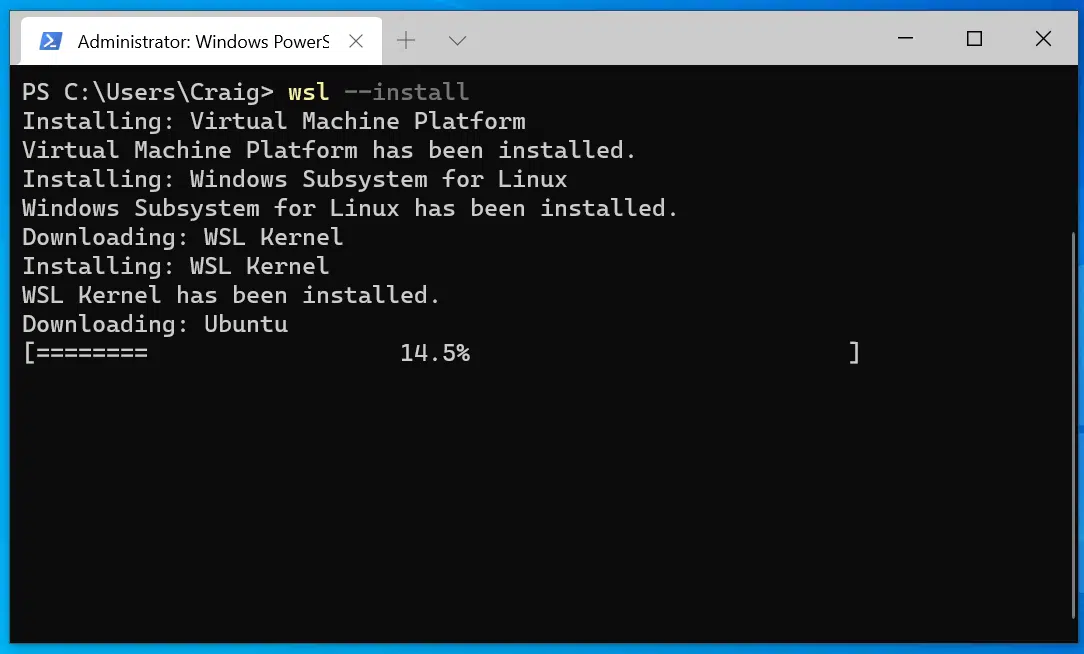 Administrator: Windows PowerS
PS C:\Users\Craig> wsl --install
Installing: Virtual Machine Platform
Virtual Machine Platform has been installed.
Installing: Windows Subsystem for Linux
Windows Subsystem for Linux has been installed.
Downloading: WSL Kernel
Installing: WSL Kernel
WSL Kernel has been installed.
Downloading: Ubuntu
[======== 14.5% ]